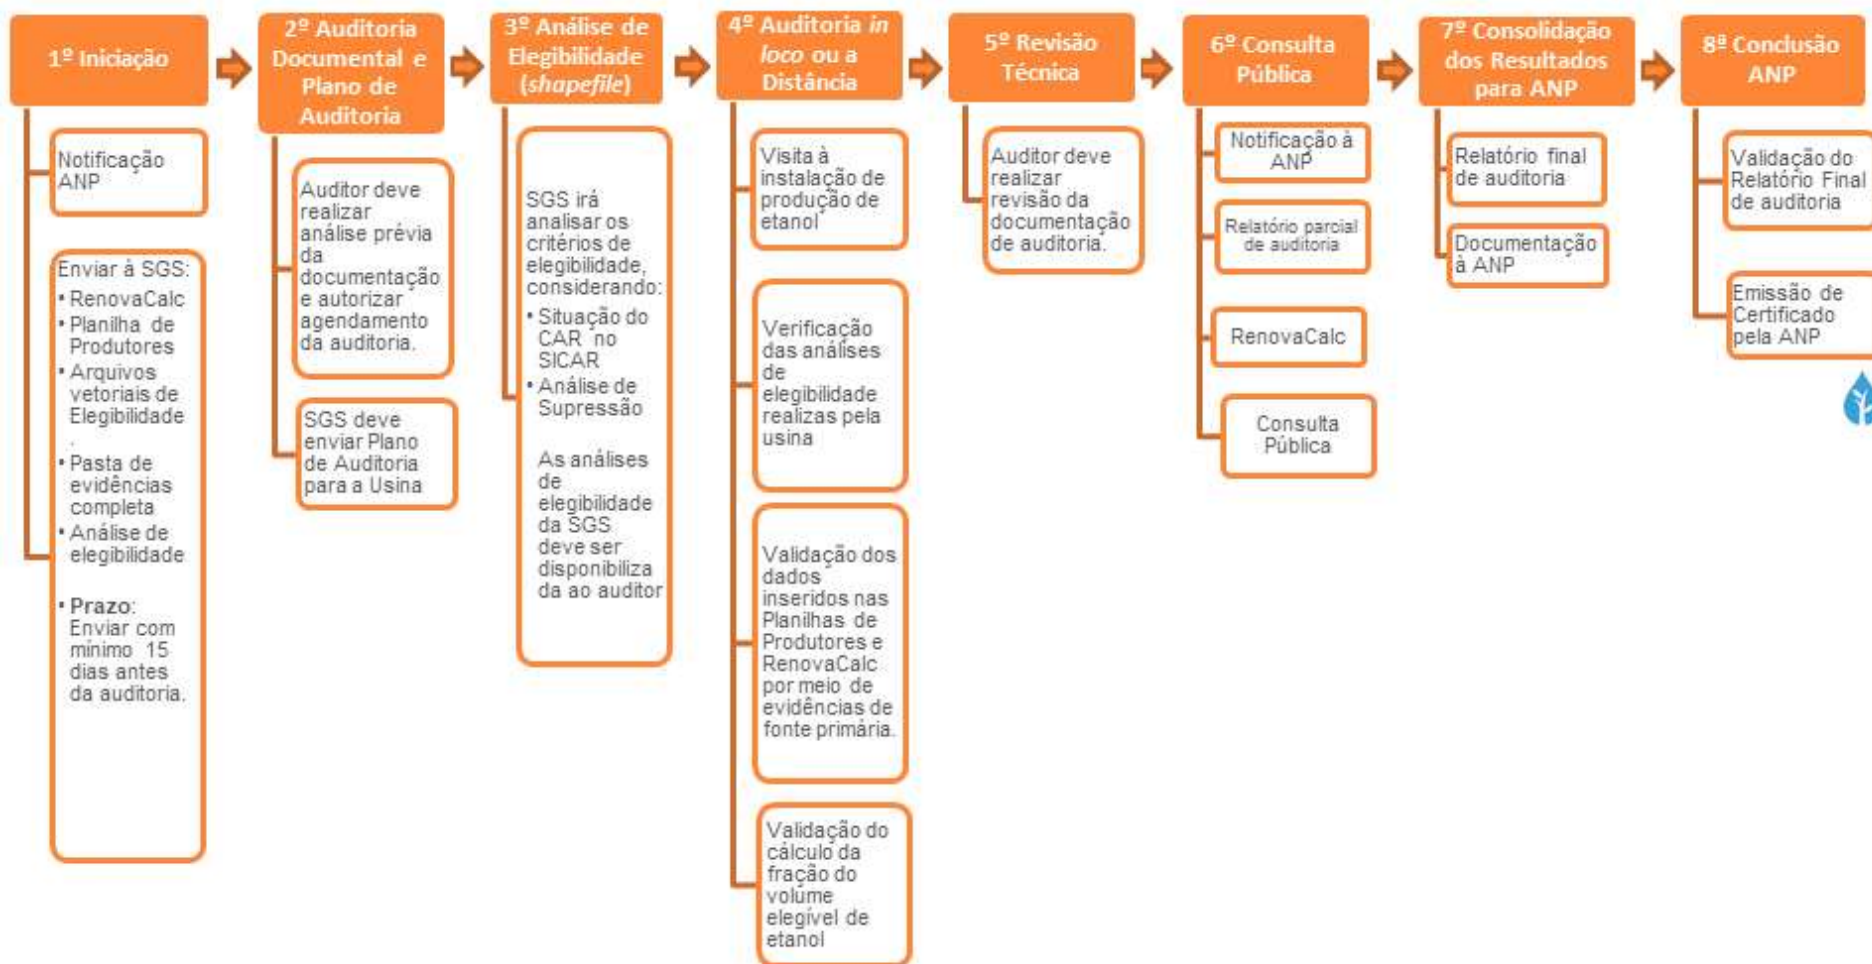 1º Iniciação
Notificação
ANP
Enviar à SGS:
• RenovaCalc
• Planilha de
Produtores
• Arquivos
vetoriais de
Elegibilidade
.
• Pasta de
evidências
completa
• Análise de
elegibilidade
• Prazo:
Enviar com
mínimo 15
dias antes
da auditoria.
2º Auditoria
Documental e
Plano de
Auditoria
Auditor deve
realizar
análise prévia
da
documentação
e autorizar
agendamento
da auditoria.
SGS deve
enviar Plano
de Auditoria
para a Usina
3º Análise de
Elegibilidade
(shapefile)
SGS irá
analisar os
critérios de
elegibilidade,
considerando:
• Situação do
CAR no
SICAR
• Análise de
Supressão
As análises
de
elegibilidade
da SGS
deve ser
disponibiliza
da ao auditor
4º Auditoria in
loco ou a
Distância
Visita à
instalação de
produção de
etanol
Verificação
das análises
de
elegibilidade
realizas pela
usina
Validação dos
dados
inseridos nas
Planilhas de
Produtores e
RenovaCalc
por meio de
evidências de
fonte primária.
Validação do
cálculo da
fração do
volume
elegível de
etanol
5º Revisão
Técnica
Auditor deve
realizar
revisão da
documentação
de auditoria.
6º Consulta
Pública
Notificação à
ANP
Relatório parcial
de auditoria
RenovaCalc
Consulta
Pública
7º Consolidação
dos Resultados
para ANP
Relatório final
de auditoria
Documentação
à ANP
8ª Conclusão
ANP
Validação do
Relatório Final
de auditoria
Emissão de
Certificado
pela ANP